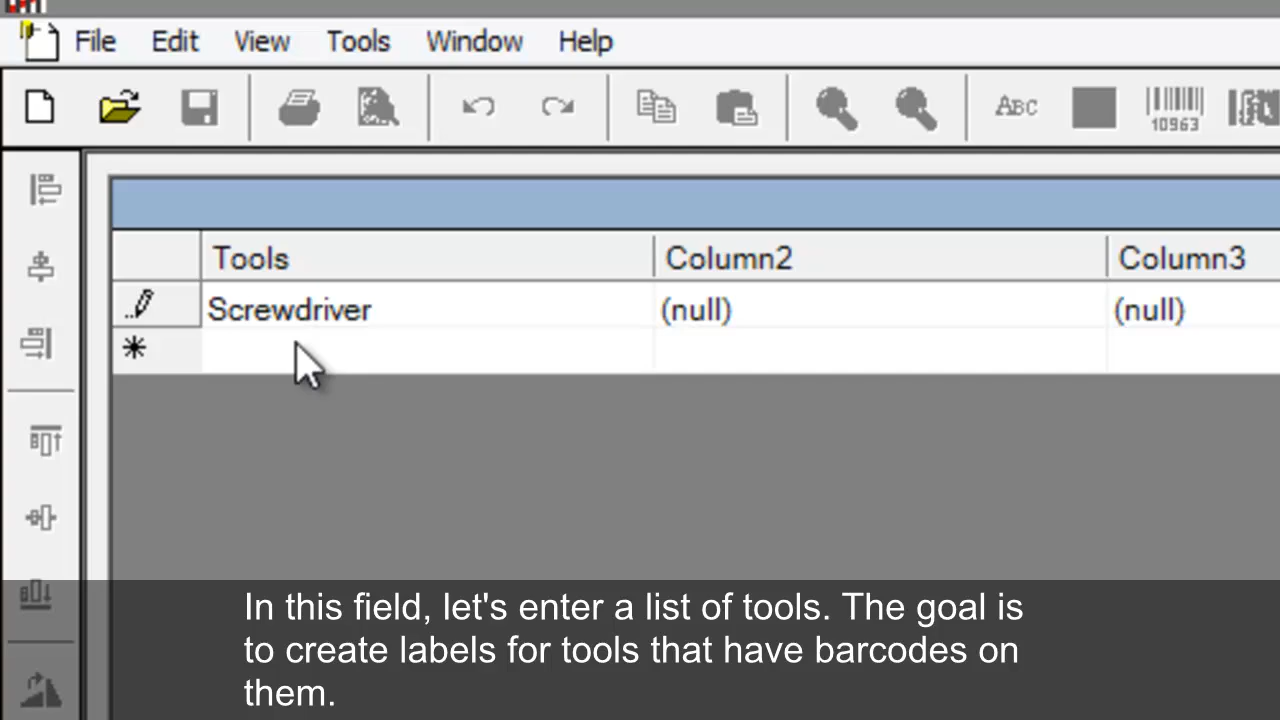 File Edit View Tools Window Help
ABC
10963
Tools Column2 Column3
Screwdriver (null) (null)
In this field, let's enter a list of tools. The goal is
to create labels for tools that have barcodes on
them.